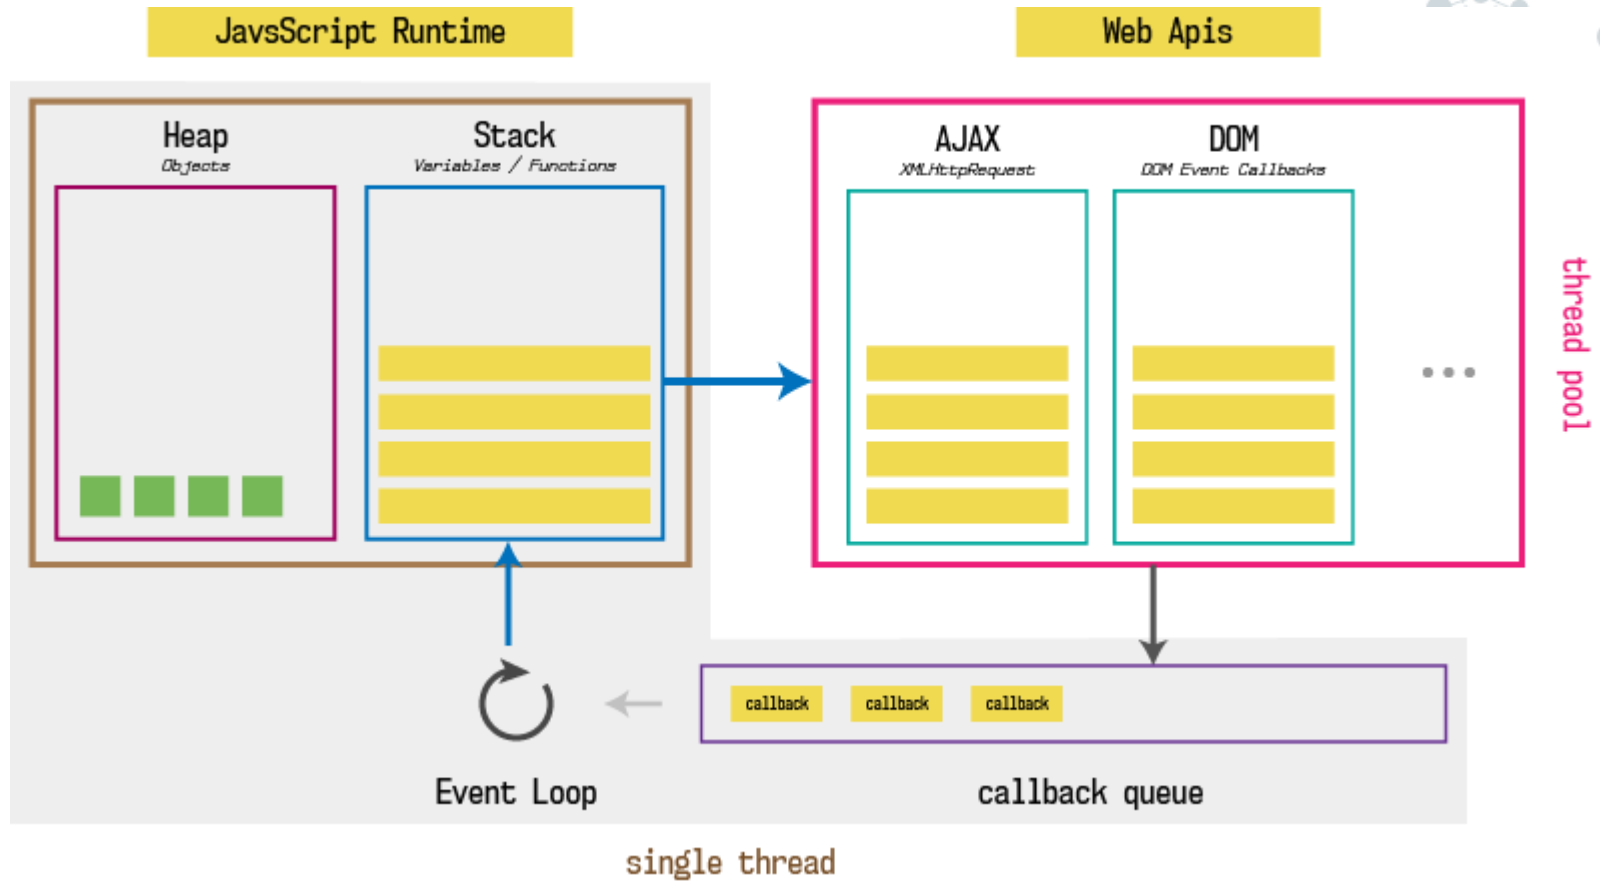 JavsScript Runtime
Web Apis
Heap
Objects
Stack
Variables / Functions
AJAX
XMLHttpRequest
DOM
DOM Event Callbacks
thread pool
callback
callback
callback
Event Loop
callback queue
single thread